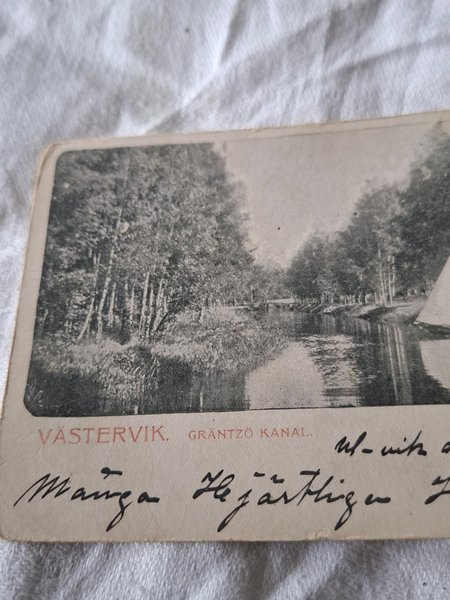 VÄSTERVIK. GRÄNTZÖ KANAL.
Många Hjärtliga